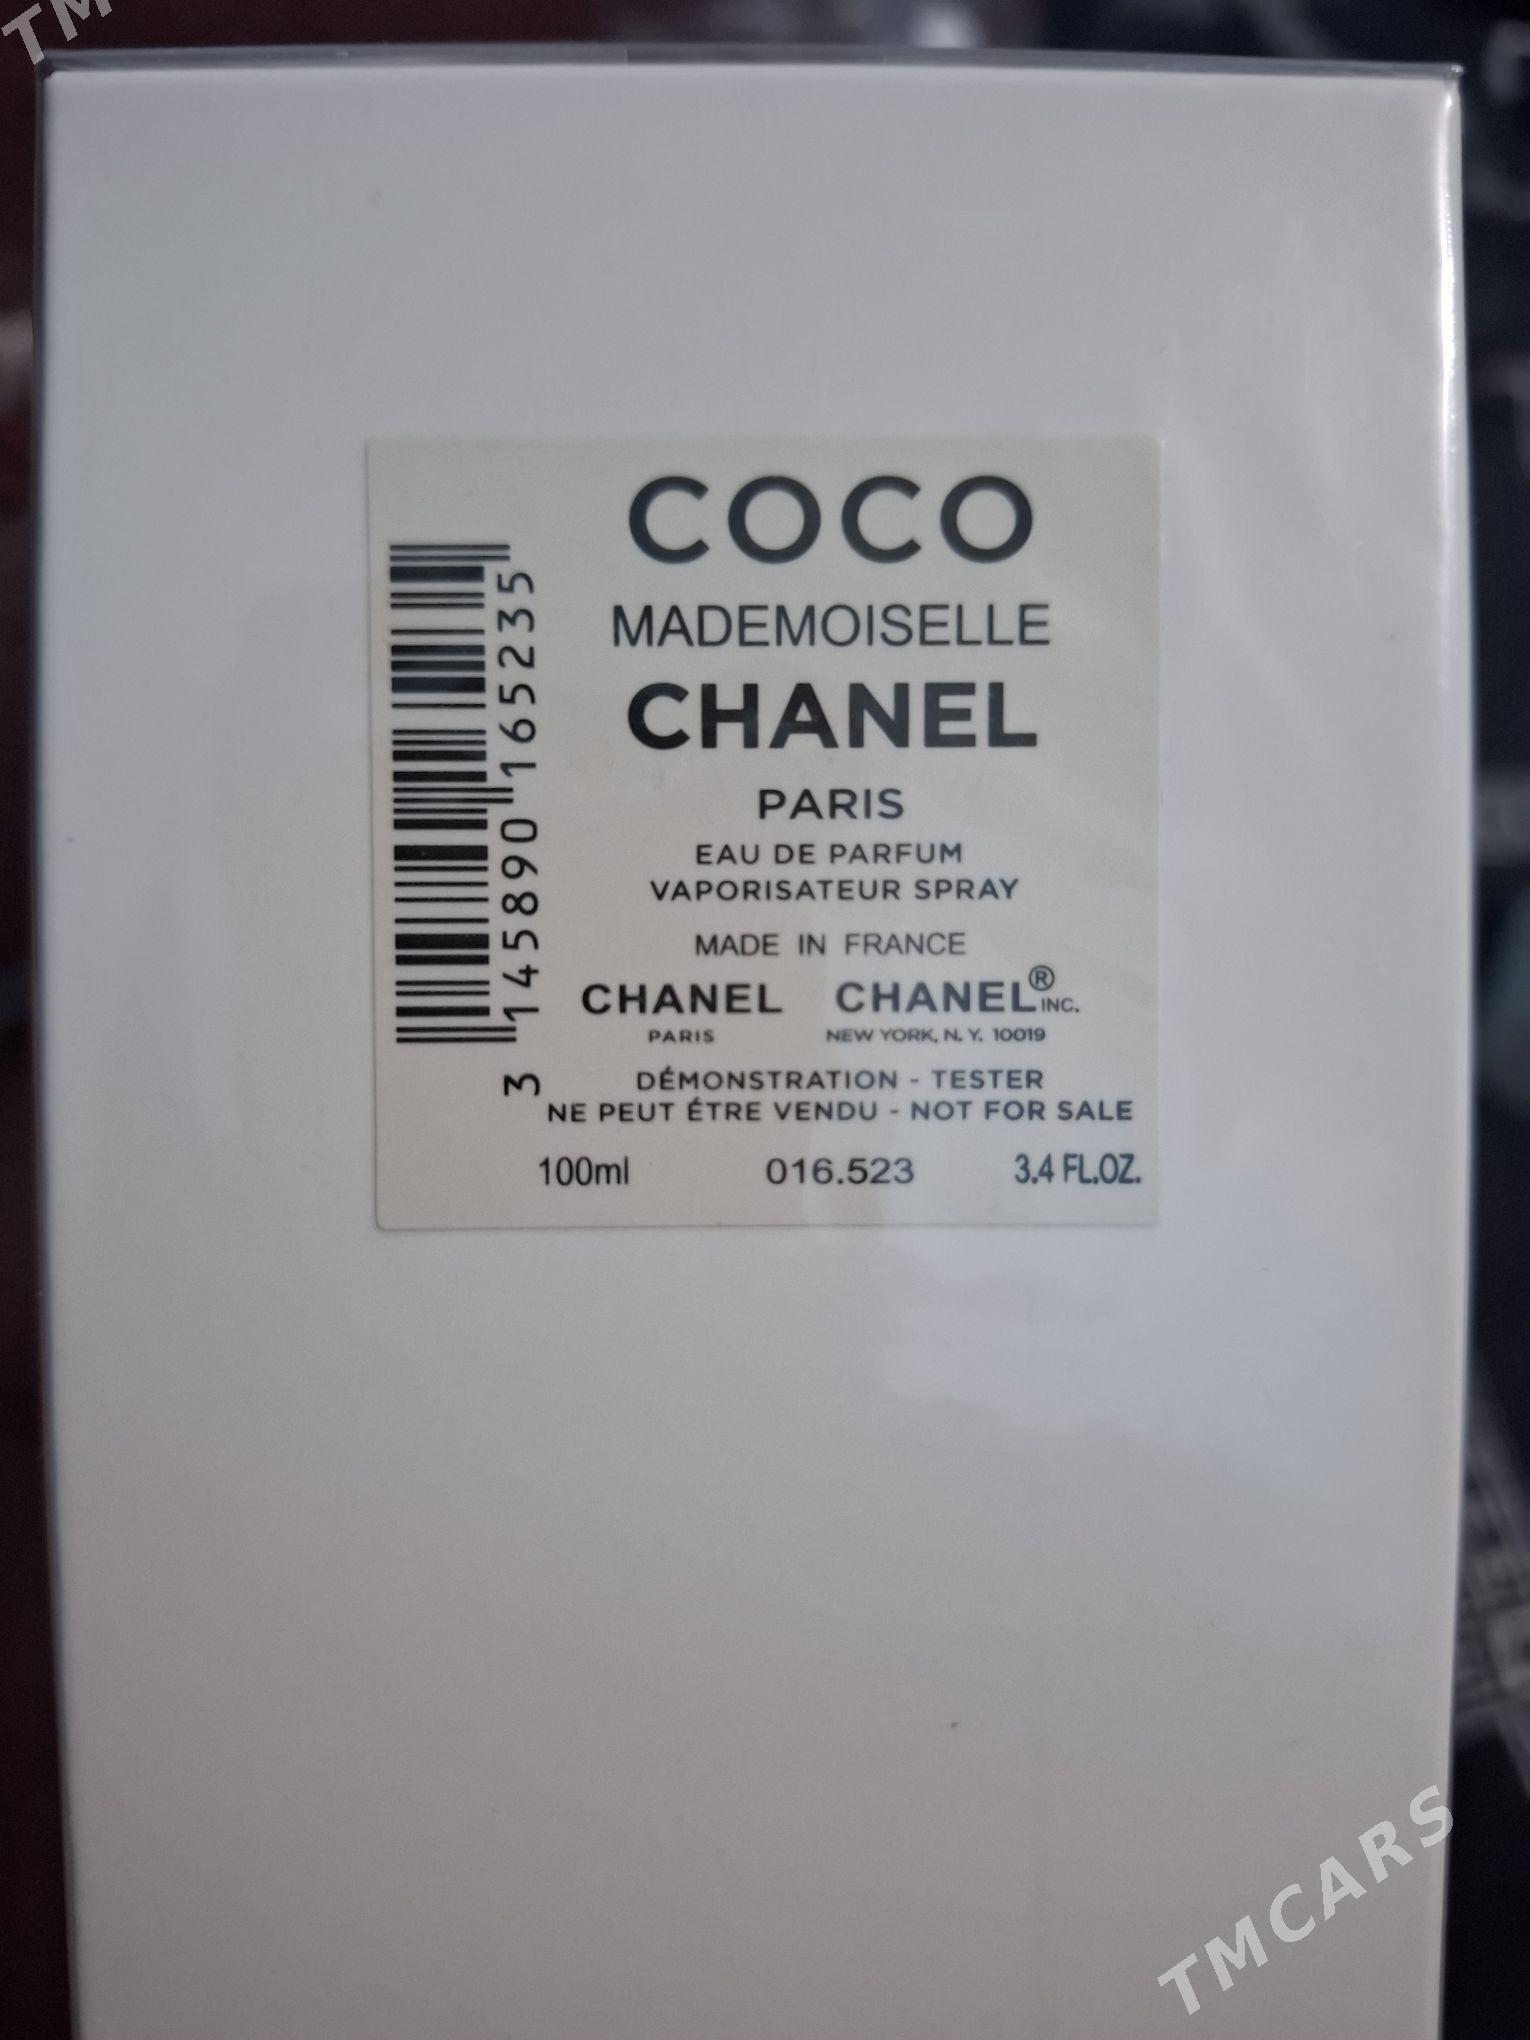 TM
COCO
MADEMOISELLE
CHANEL
PARIS
EAU DE PARFUM
VAPORISATEUR SPRAY
MADE IN FRANCE
CHANEL CHANEL® INC.
PARIS NEW YORK, N.Y. 10019
DÉMONSTRATION - TESTER
NE PEUT ÉTRE VENDU - NOT FOR SALE
100ml 016.523 3.4 FL.OZ.
3 145890 165235
TMCARS